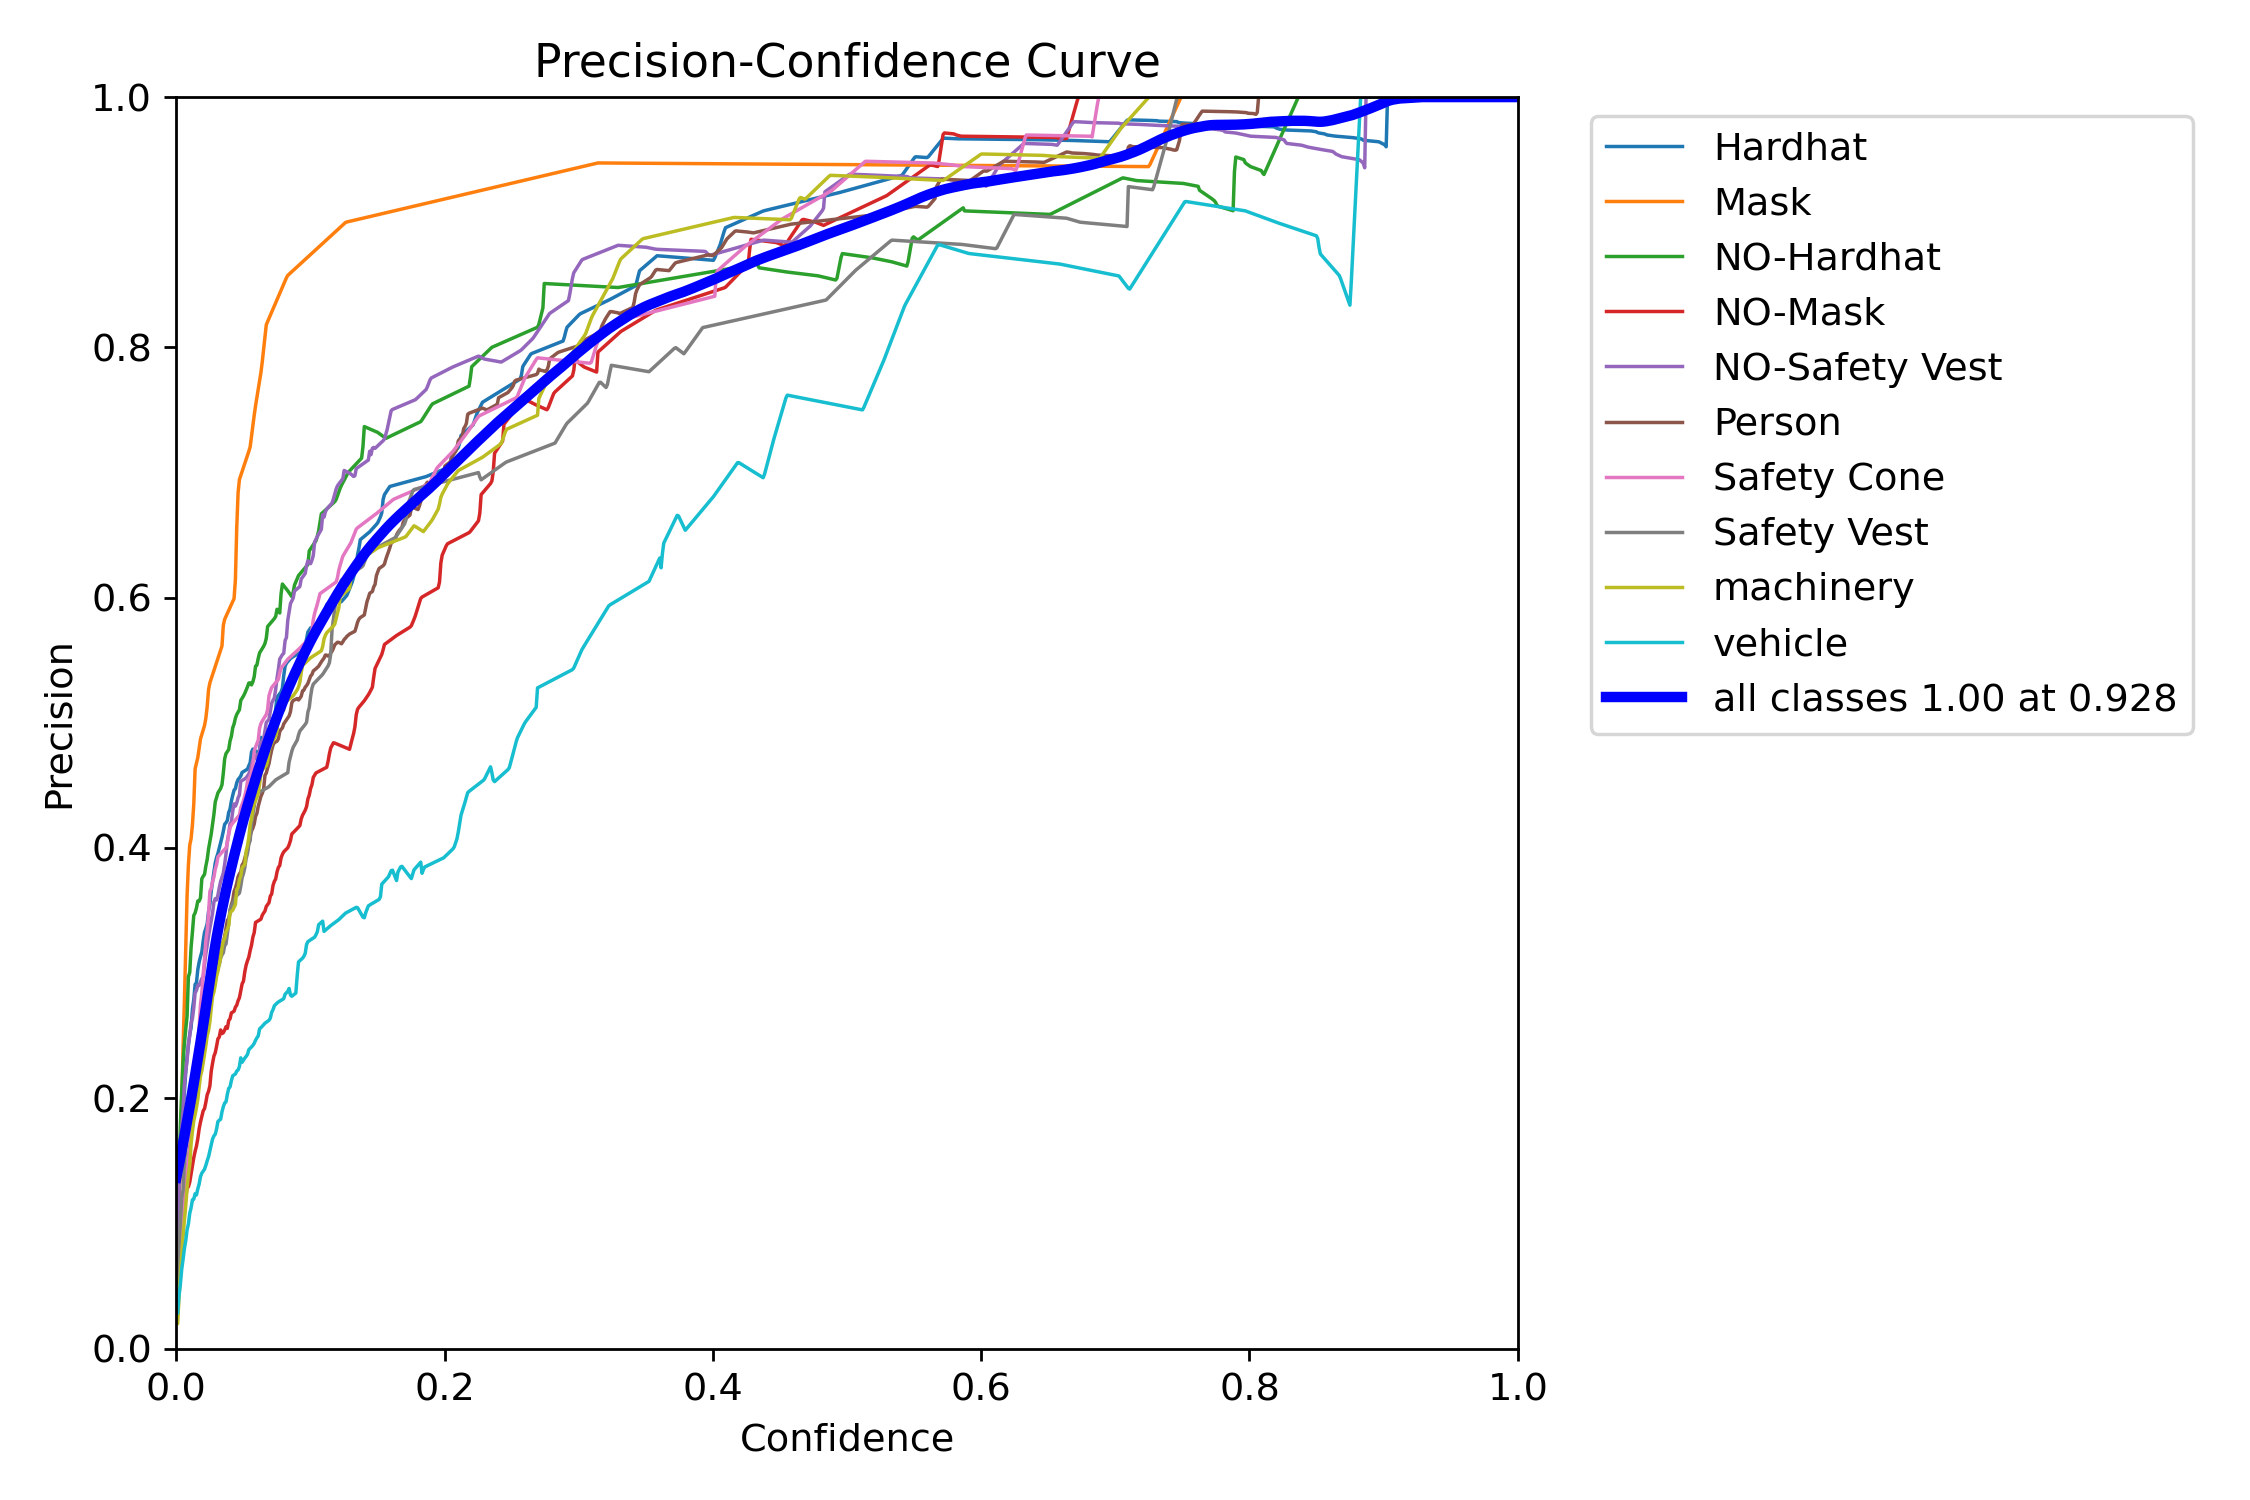 Precision-Confidence Curve
1.0
0.8
0.6
0.4
0.2
0.0
Precision
0.0 0.2 0.4 0.6 0.8 1.0
Confidence
Hardhat
Mask
NO-Hardhat
NO-Mask
NO-Safety Vest
Person
Safety Cone
Safety Vest
machinery
vehicle
all classes 1.00 at 0.928